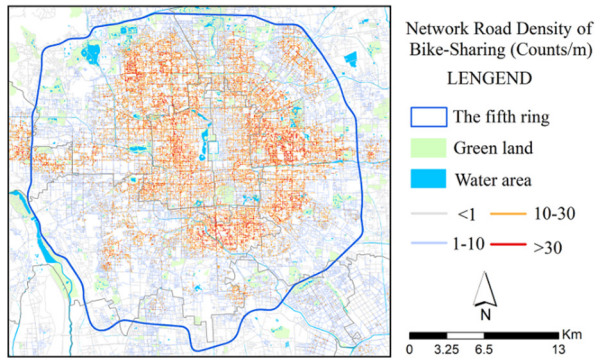 Network Road Density of
Bike-Sharing (Counts/m)
LENGEND
The fifth ring
Green land
Water area
<1 10-30
1-10 >30
N
Km
0 3.25 6.5 13